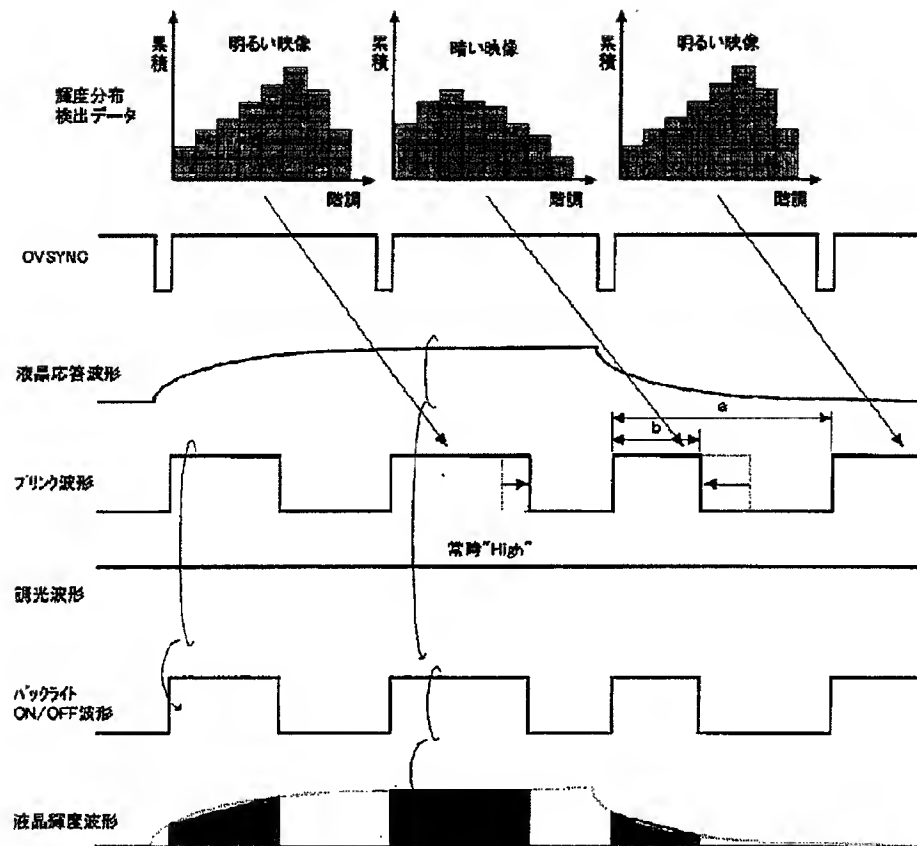 累積
明るい映像
累積
暗い映像
累積
明るい映像
輝度分布
検出データ
階調
階調
階調
OVSYNC
液晶応答波形
a
b
ブリンク波形
常時"High"
調光波形
バックライト
ON/OFF波形
液晶輝度波形